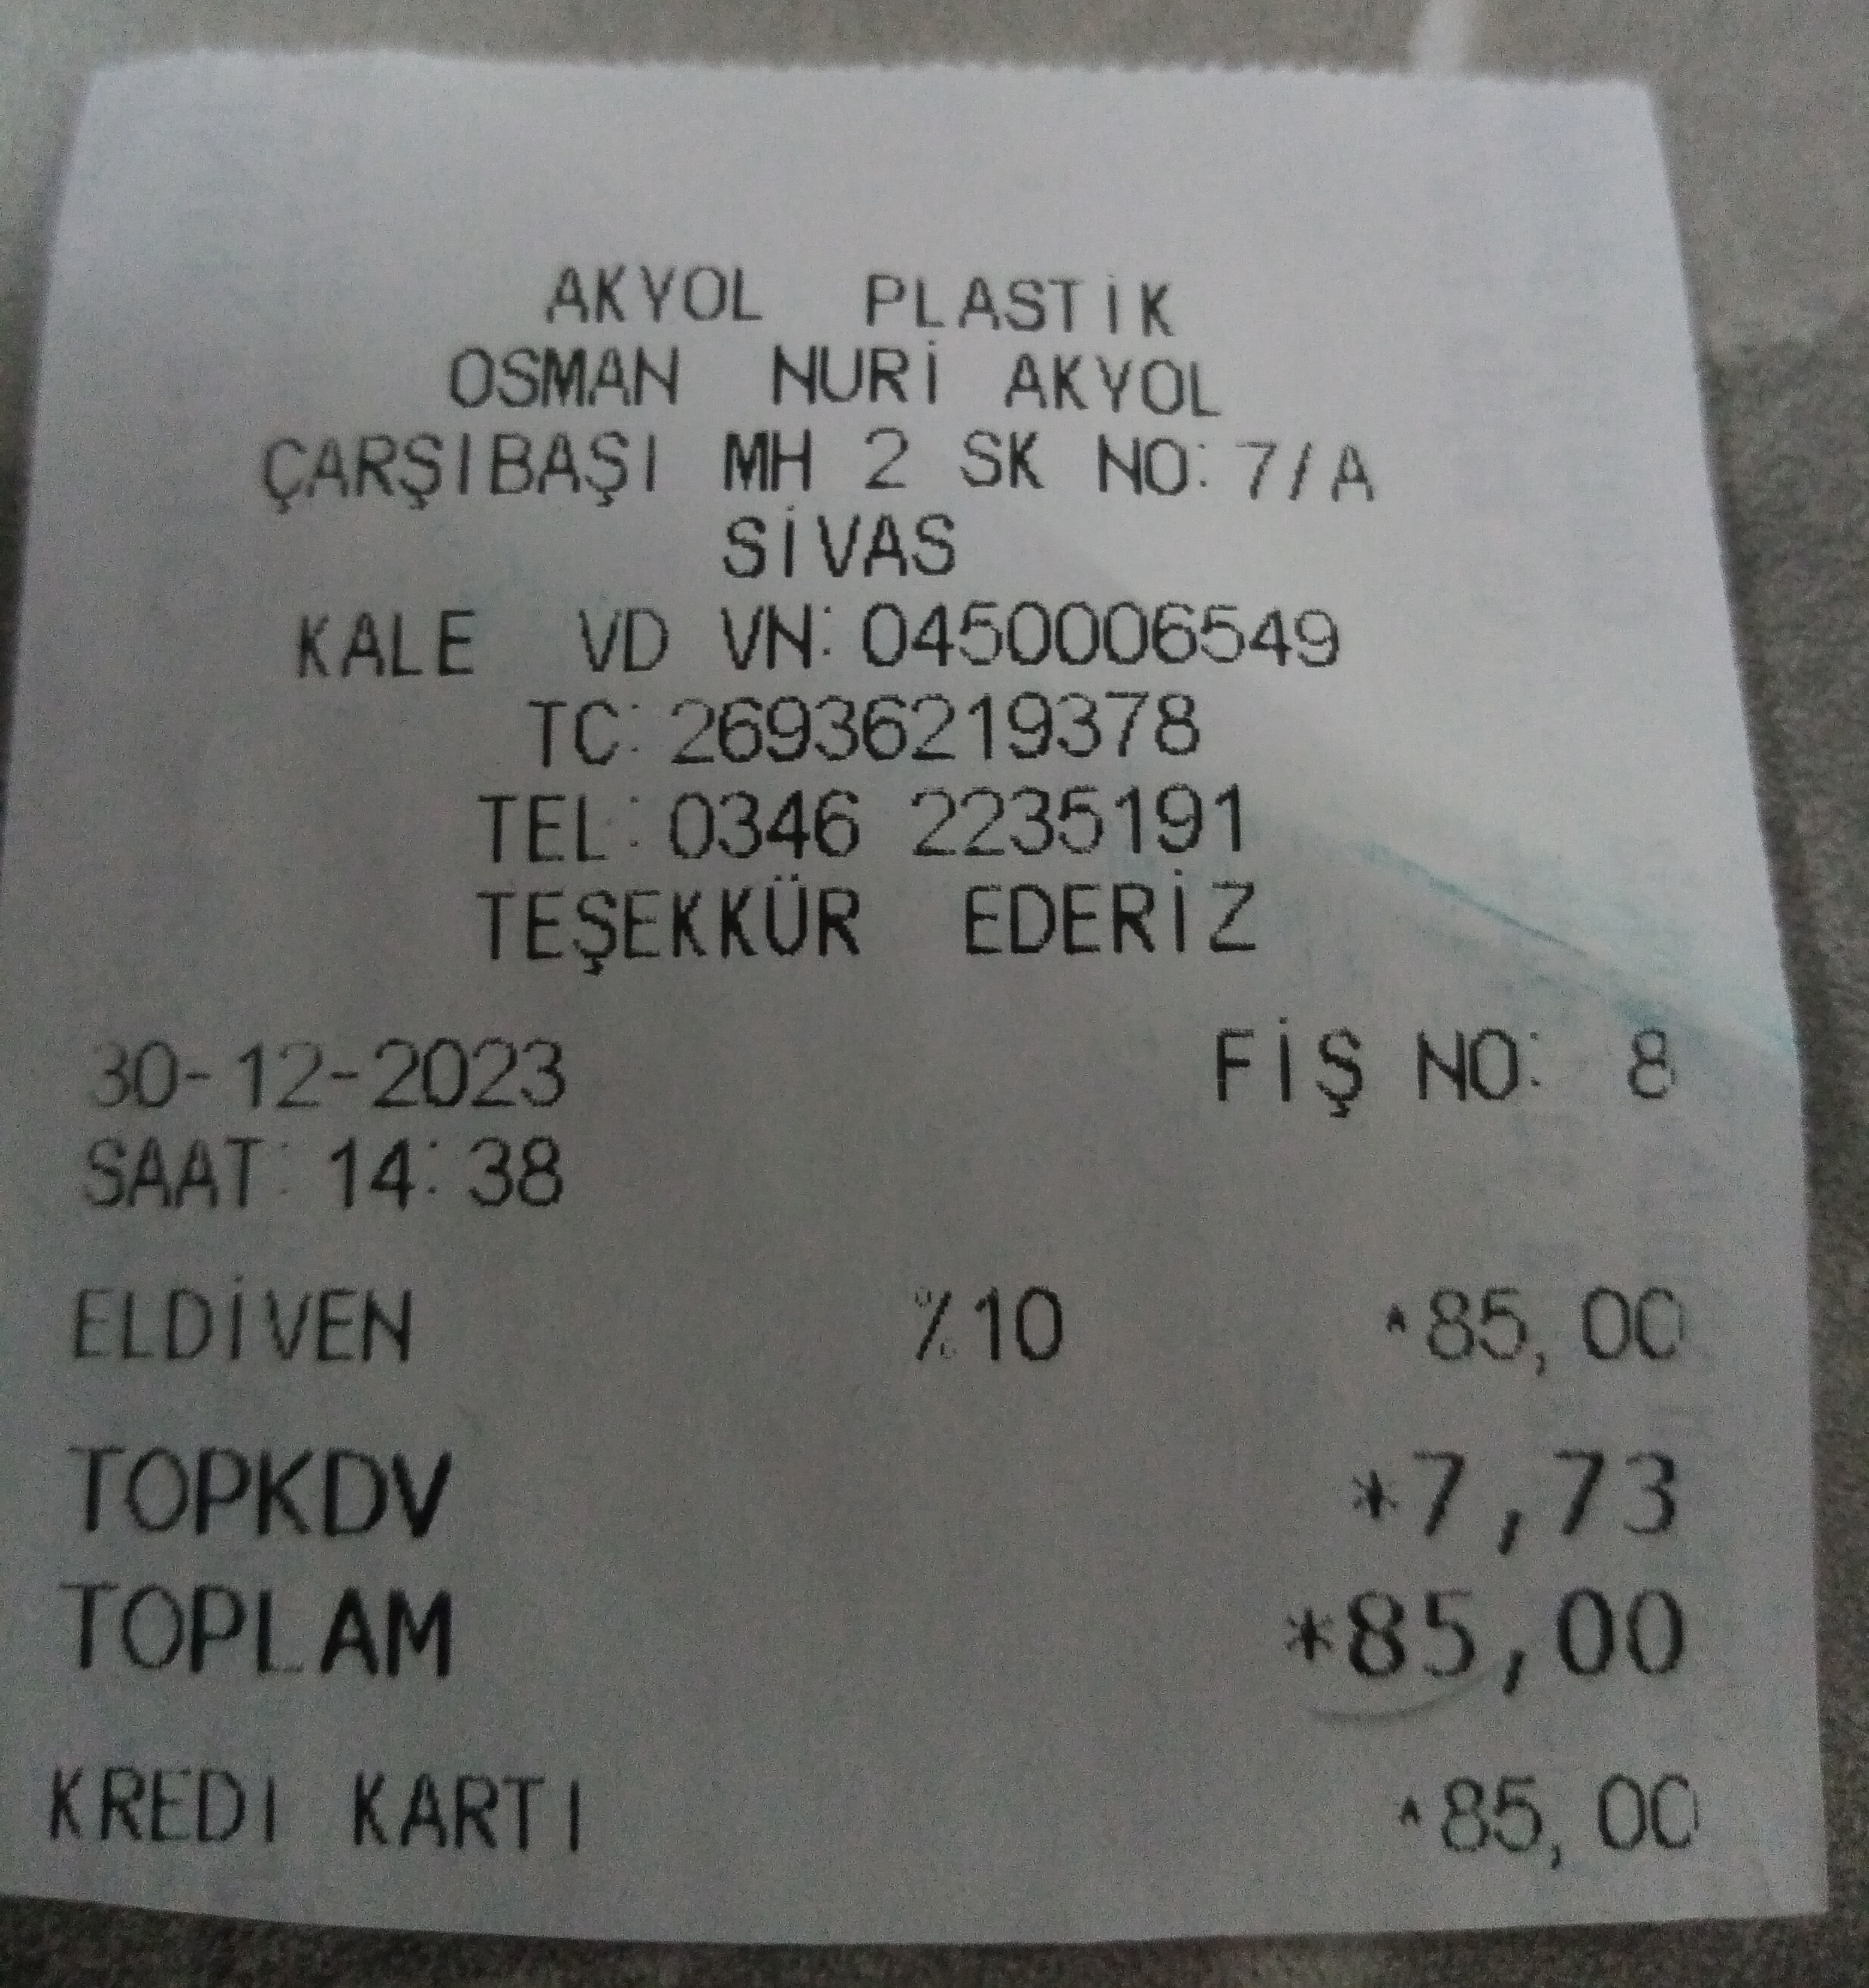 AKYOL PLASTİK
OSMAN NURİ AKYOL
ÇARŞIBAŞI MH 2 SK NO:7/A
SİVAS
KALE VD VN:0450006549
TC:26936219378
TEL:0346 2235191
TEŞEKKÜR EDERİZ
30-12-2023 FİŞ NO: 8
SAAT:14:38
ELDİVEN %10 *85,00
TOPKDV *7,73
TOPLAM *85,00
KREDI KARTI *85,00